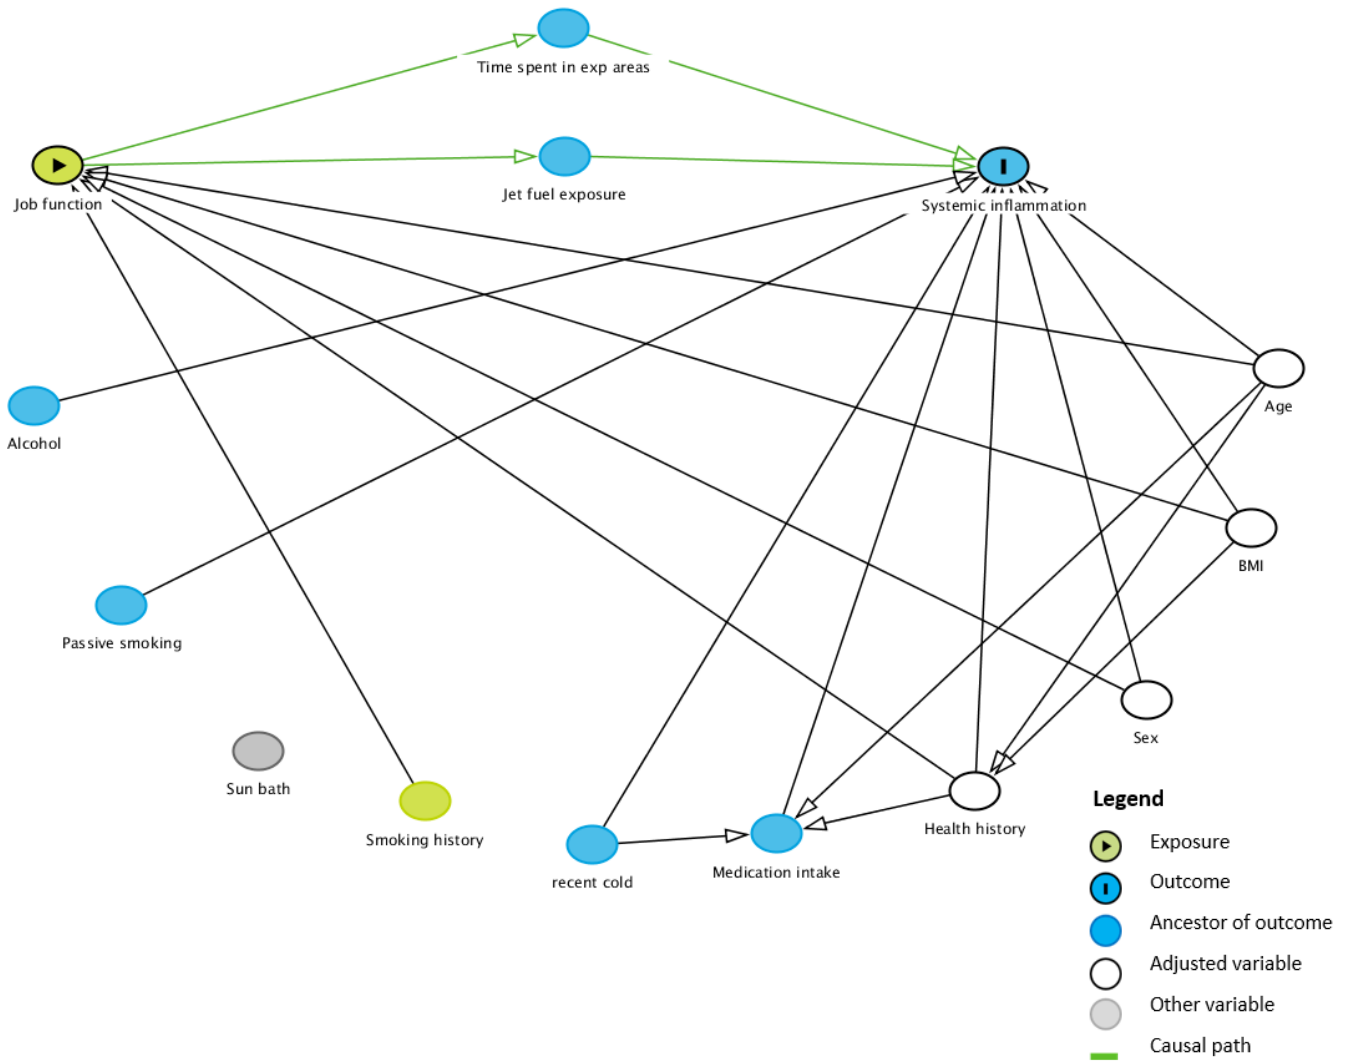 Time spent in exp areas
Jet fuel exposure
Job function
Systemic inflammation
Age
Alcohol
BMI
Passive smoking
Sex
Sun bath
Smoking history
recent cold
Medication intake
Health history
Legend
Exposure
Outcome
Ancestor of outcome
Adjusted variable
Other variable
Causal path